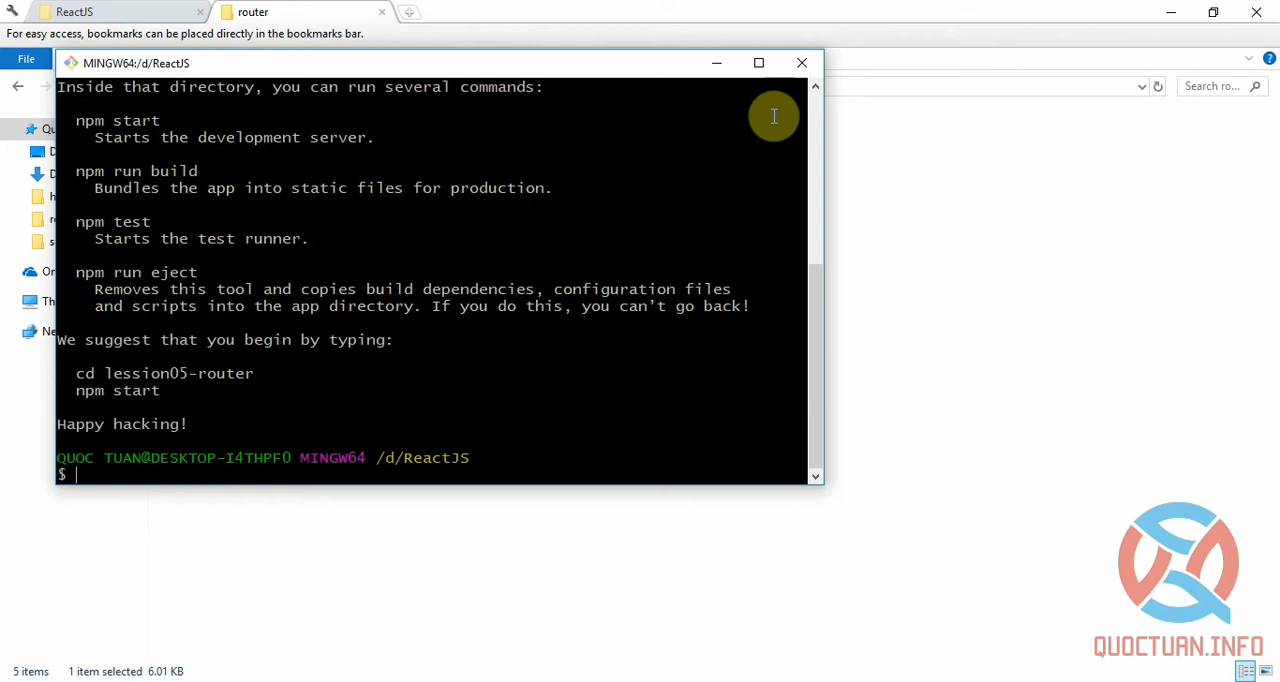 ReactJS
router
For easy access, bookmarks can be placed directly in the bookmarks bar.
File
MINGW64:/d/ReactJS
Search ro...
Inside that directory, you can run several commands:
npm start
Starts the development server.
npm run build
Bundles the app into static files for production.
npm test
Starts the test runner.
npm run eject
Removes this tool and copies build dependencies, configuration files
and scripts into the app directory. If you do this, you can't go back!
We suggest that you begin by typing:
cd lession05-router
npm start
Happy hacking!
QUOC TUAN@DESKTOP-I4THPF0 MINGW64 /d/ReactJS
$
QUOCTUAN.INFO
5 items 1 item selected 6.01 KB